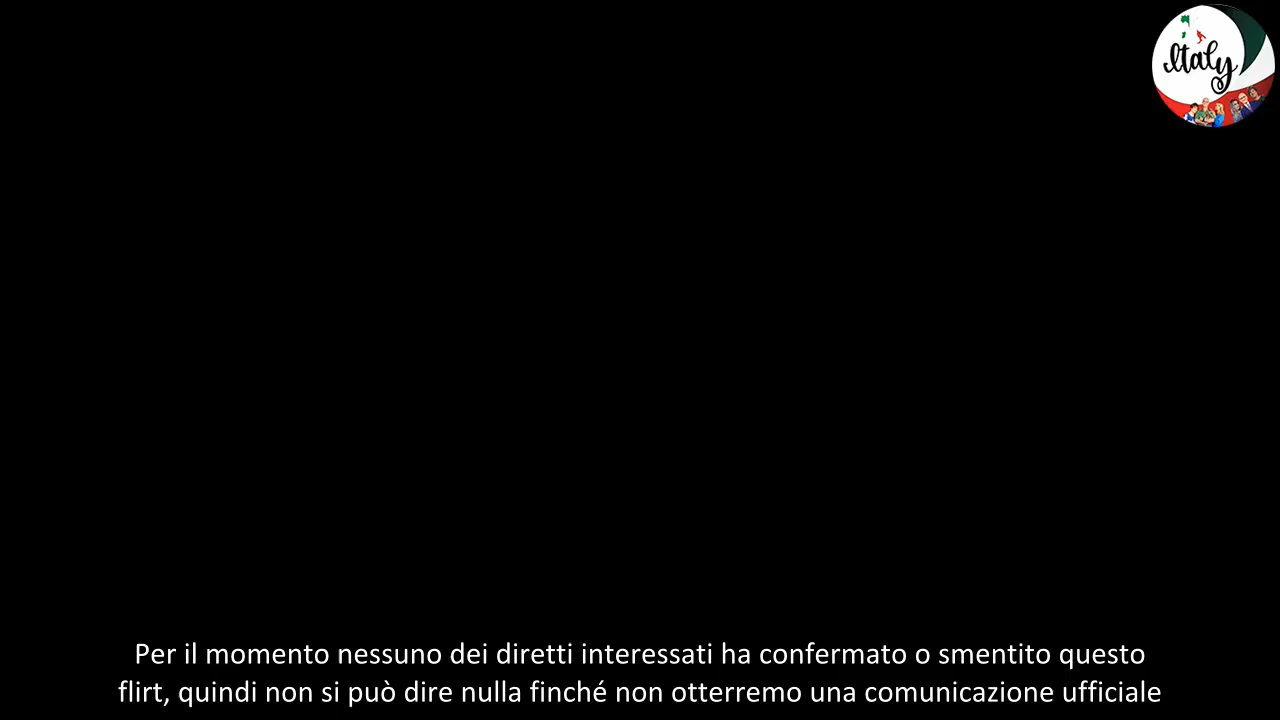 Italy
Per il momento nessuno dei diretti interessati ha confermato o smentito questo
flirt, quindi non si può dire nulla finché non otterremo una comunicazione ufficiale